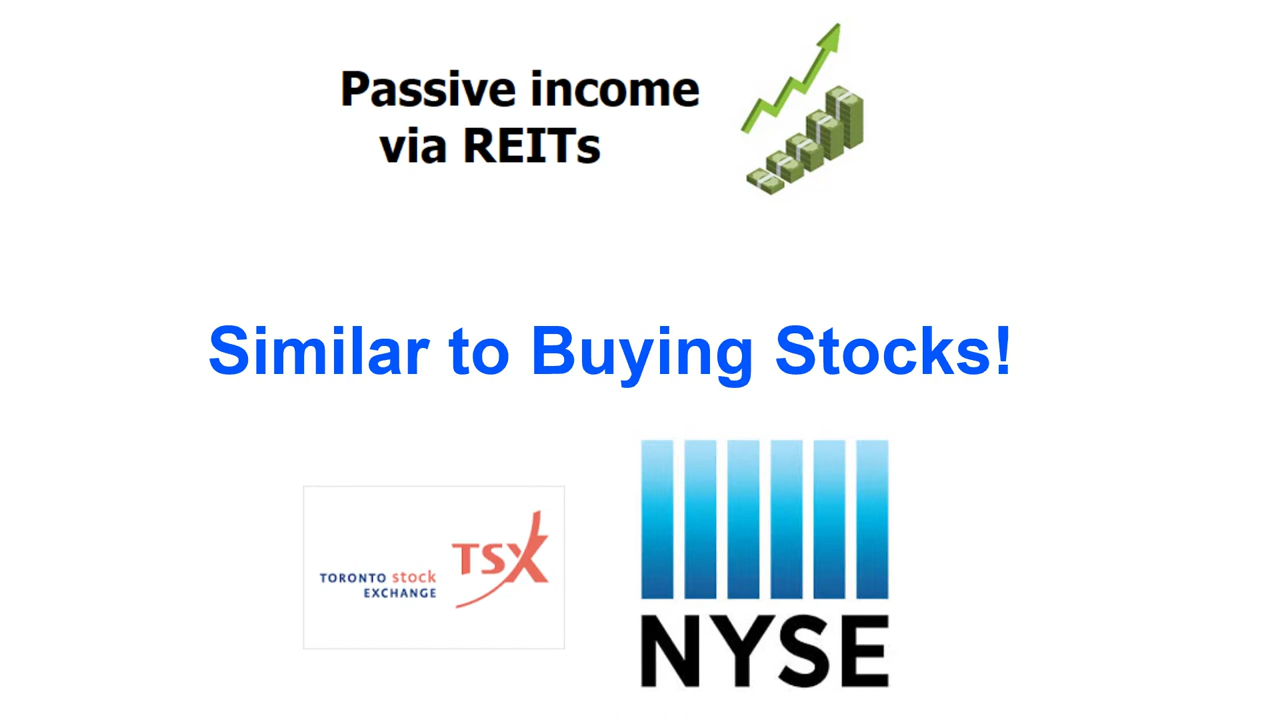 Passive income
via REITs
Similar to Buying Stocks!
TORONTO stock
EXCHANGE
TSX
NYSE